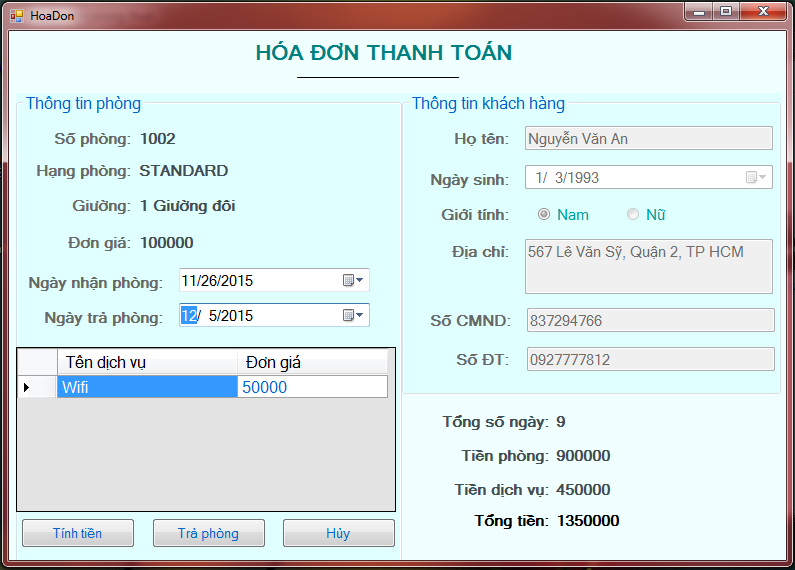 HoaDon
HÓA ĐƠN THANH TOÁN
Thông tin phòng
Số phòng: 1002
Hạng phòng: STANDARD
Giường: 1 Giường đôi
Đơn giá: 100000
Ngày nhận phòng: 11/26/2015
Ngày trả phòng: 12/ 5/2015
Tên dịch vụ Đơn giá
Wifi 50000
Tính tiền Trả phòng Hủy
Thông tin khách hàng
Họ tên: Nguyễn Văn An
Ngày sinh: 1/ 3/1993
Giới tính: Nam Nữ
Địa chỉ: 567 Lê Văn Sỹ, Quận 2, TP HCM
Số CMND: 837294766
Số ĐT: 0927777812
Tổng số ngày: 9
Tiền phòng: 900000
Tiền dịch vụ: 450000
Tổng tiền: 1350000